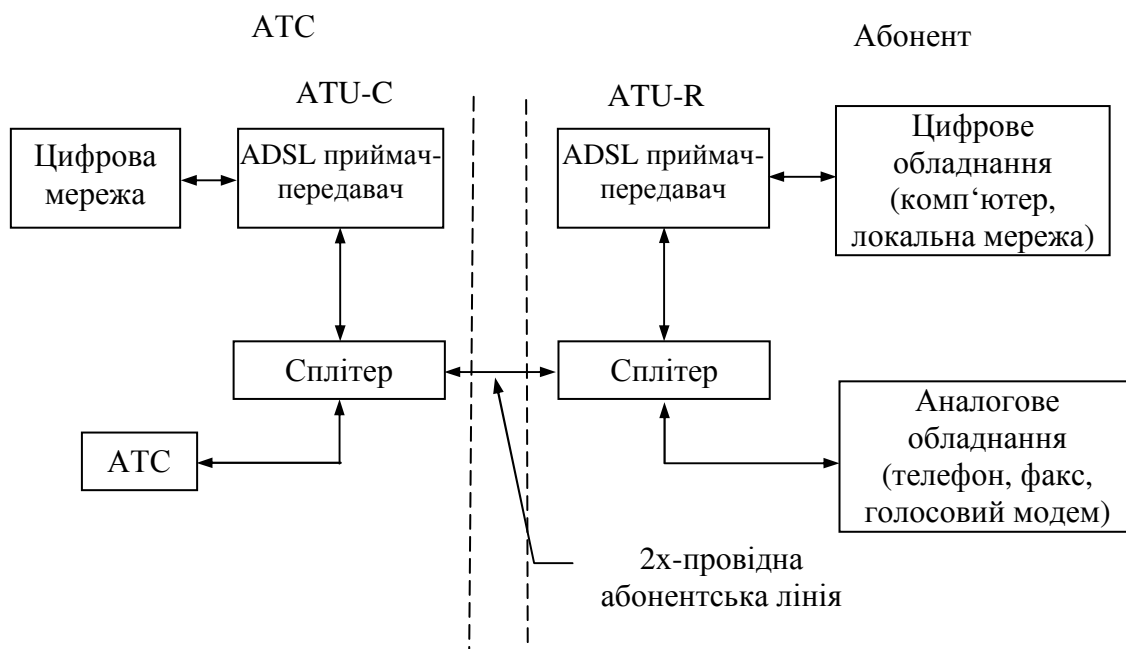 АТС
Абонент
ATU-C
ATU-R
Цифрова
мережа
ADSL приймач-
передавач
ADSL приймач-
передавач
Цифрове
обладнання
(комп‘ютер,
локальна мережа)
Сплітер
Сплітер
АТС
Аналогове
обладнання
(телефон, факс,
голосовий модем)
2х-провідна
абонентська лінія